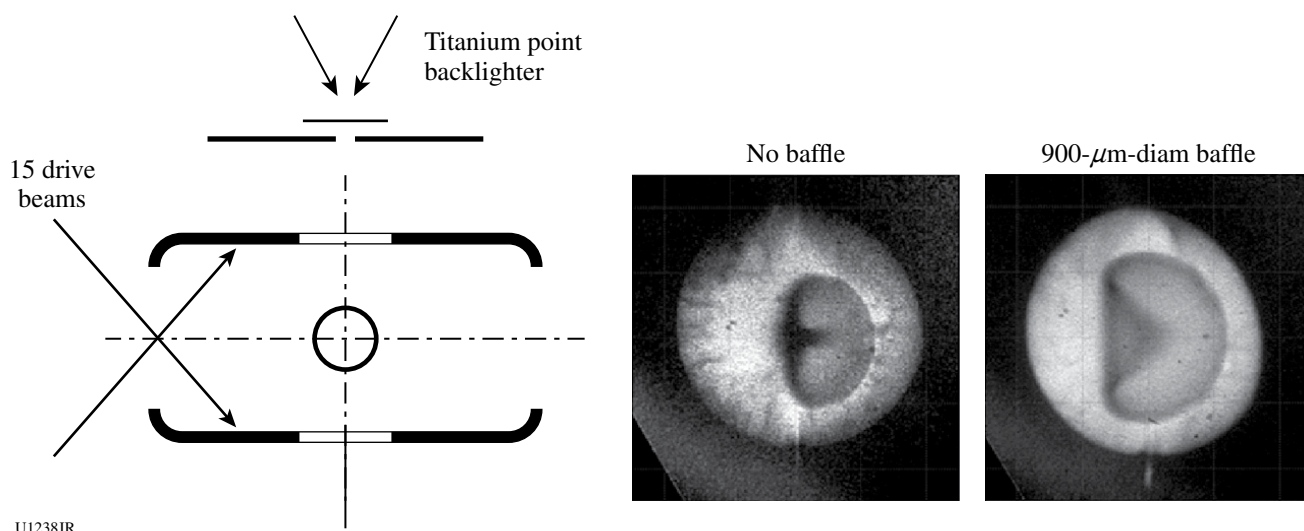 Titanium point
backlighter
15 drive
beams
No baffle
900-μm-diam baffle
U1238JR